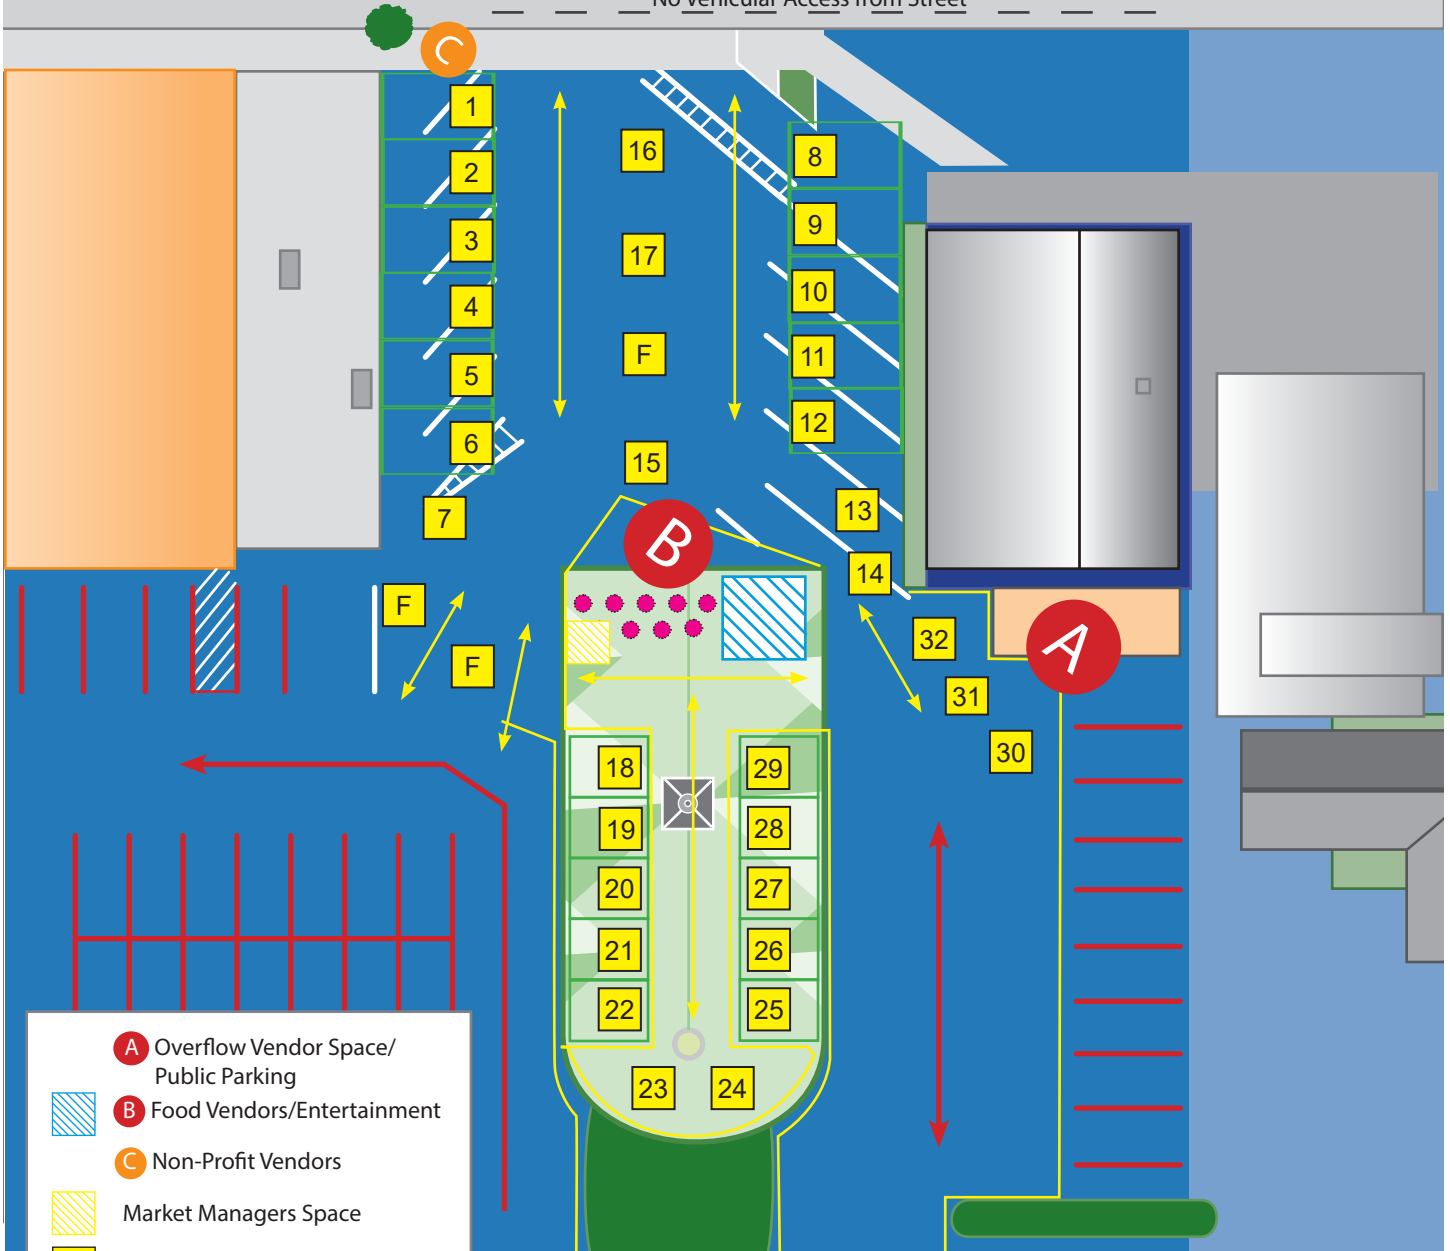 No Vehicular Access from Street
C
1
2
3
4
5
6
7
16
17
F
15
8
9
10
11
12
13
14
B
F
F
32
31
30
A
18
19
20
21
22
23
24
29
28
27
26
25
A Overflow Vendor Space/
Public Parking
B Food Vendors/Entertainment
C Non-Profit Vendors
Market Managers Space